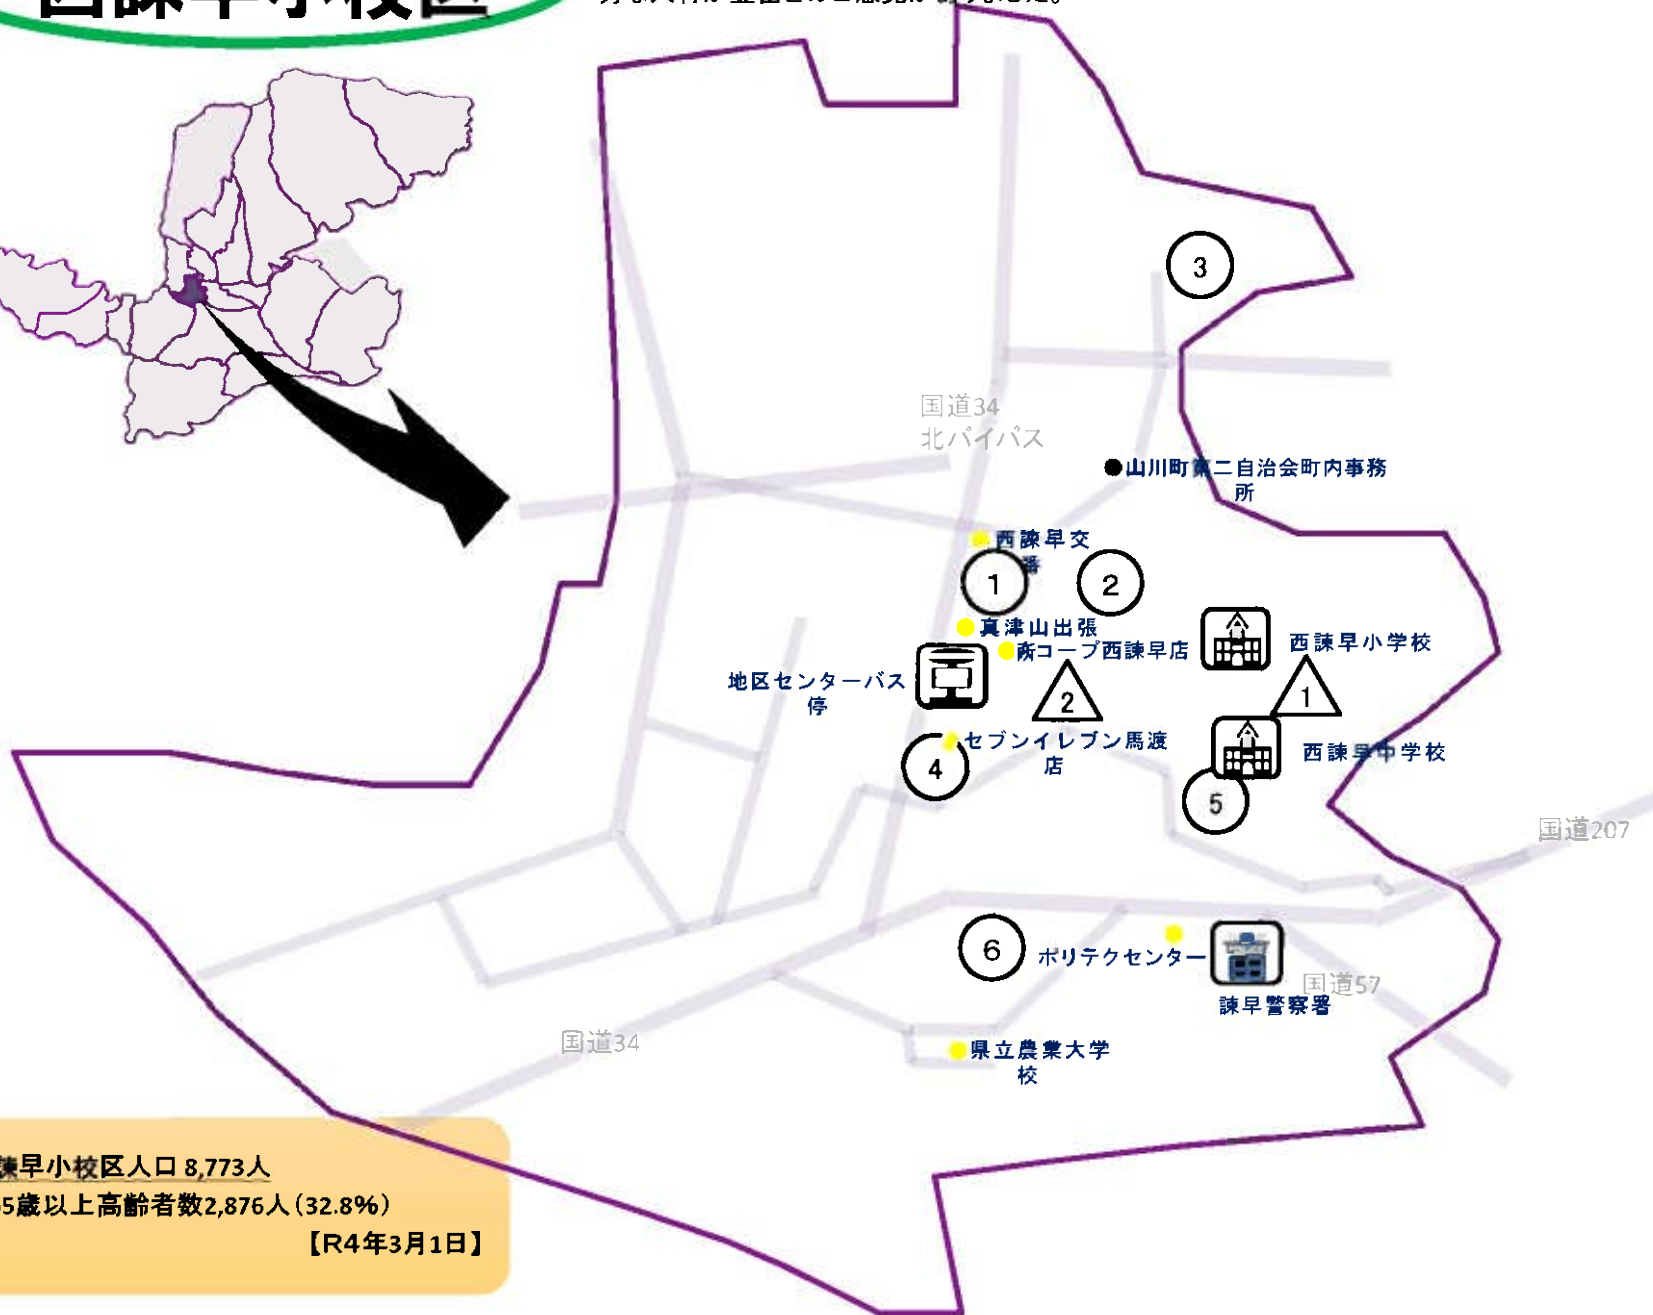 西諫早小校区
国道34
北バイパス
3
山川町第二自治会町内事務
所
西諫早交
番
1
2
真津山出張
所
コープ西諫早店
西諫早小学校
地区センターバス
停
2
1
セブンイレブン馬渡
店
4
西諫早中学校
5
国道207
6
ポリテクセンター
国道57
諫早警察署
国道34
県立農業大学
校
諫早小校区人口8,773人
5歳以上高齢者数2,876人(32.8%)
【R4年3月1日】